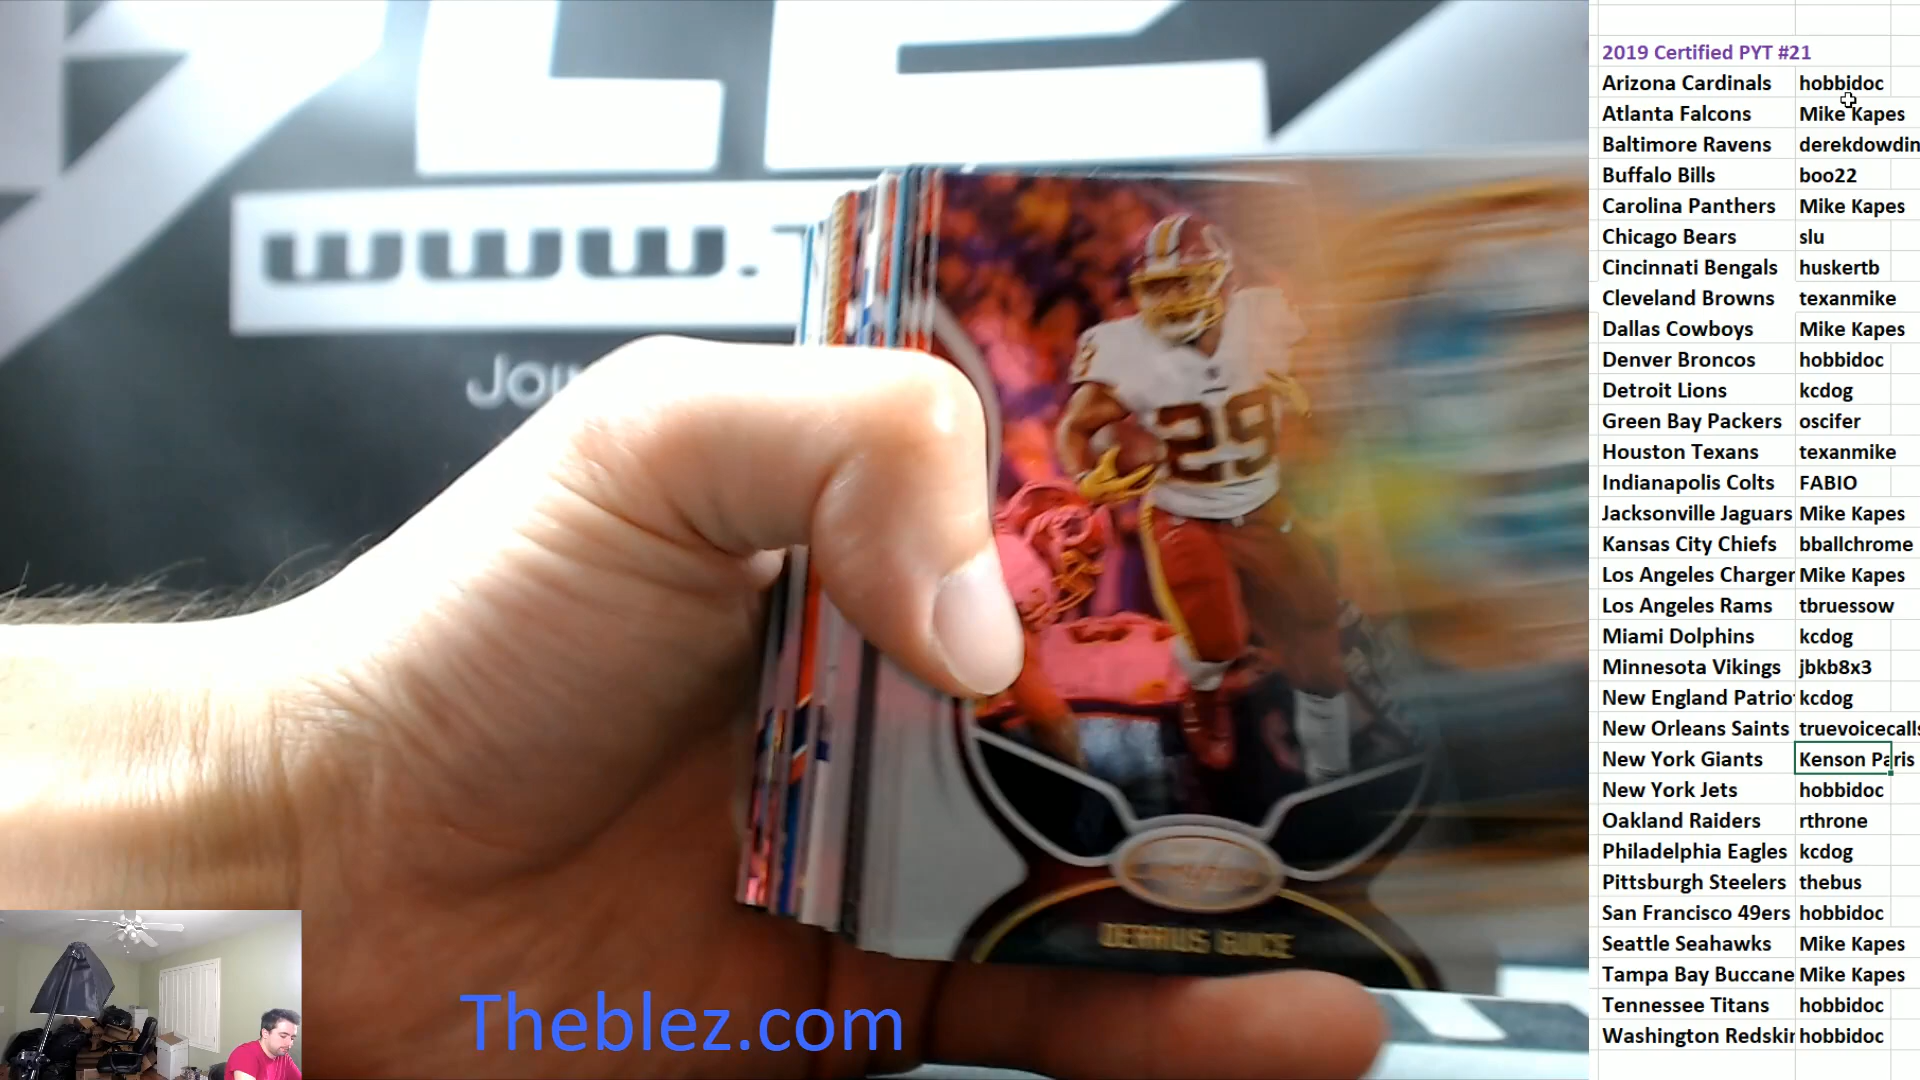 www.
Joi
29
29
DERRIUS GUICE
Theblez.com
2019 Certified PYT #21
Arizona Cardinals hobbidoc
Atlanta Falcons Mike Kapes
Baltimore Ravens derekdowdin
Buffalo Bills boo22
Carolina Panthers Mike Kapes
Chicago Bears slu
Cincinnati Bengals huskertb
Cleveland Browns texanmike
Dallas Cowboys Mike Kapes
Denver Broncos hobbidoc
Detroit Lions kcdog
Green Bay Packers oscifer
Houston Texans texanmike
Indianapolis Colts FABIO
Jacksonville Jaguars Mike Kapes
Kansas City Chiefs bballchrome
Los Angeles Charger Mike Kapes
Los Angeles Rams tbruessow
Miami Dolphins kcdog
Minnesota Vikings jbkb8x3
New England Patrio kcdog
New Orleans Saints truevoicecalls
New York Giants Kenson Paris
New York Jets hobbidoc
Oakland Raiders rthrone
Philadelphia Eagles kcdog
Pittsburgh Steelers thebus
San Francisco 49ers hobbidoc
Seattle Seahawks Mike Kapes
Tampa Bay Buccane Mike Kapes
Tennessee Titans hobbidoc
Washington Redskin hobbidoc